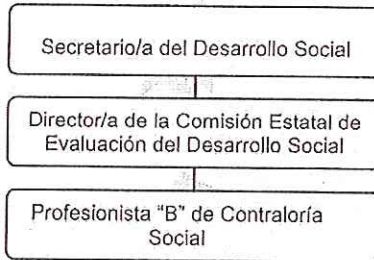 Secretario/a del Desarrollo Social
Director/a de la Comisión Estatal de
Evaluación del Desarrollo Social
Profesionista "B" de Contraloría
Social